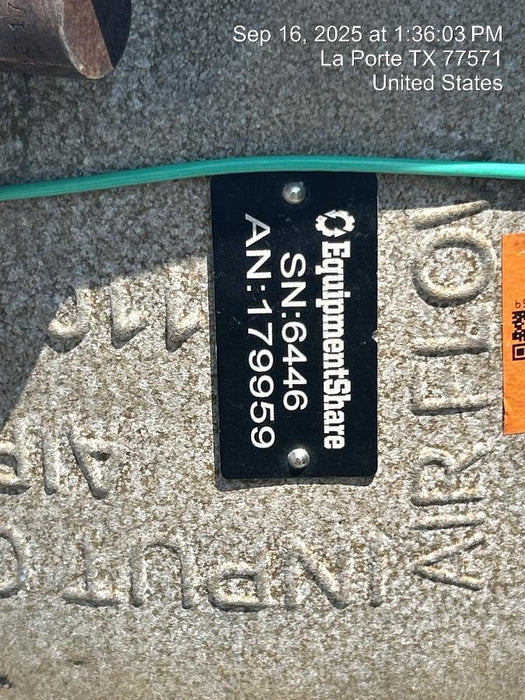 Sep 16, 2025 at 1:36:03 PM
La Porte TX 77571
United States
EquipmentShare
SN:6446
AN:179959
AIR FLOW
INPUT
AIR